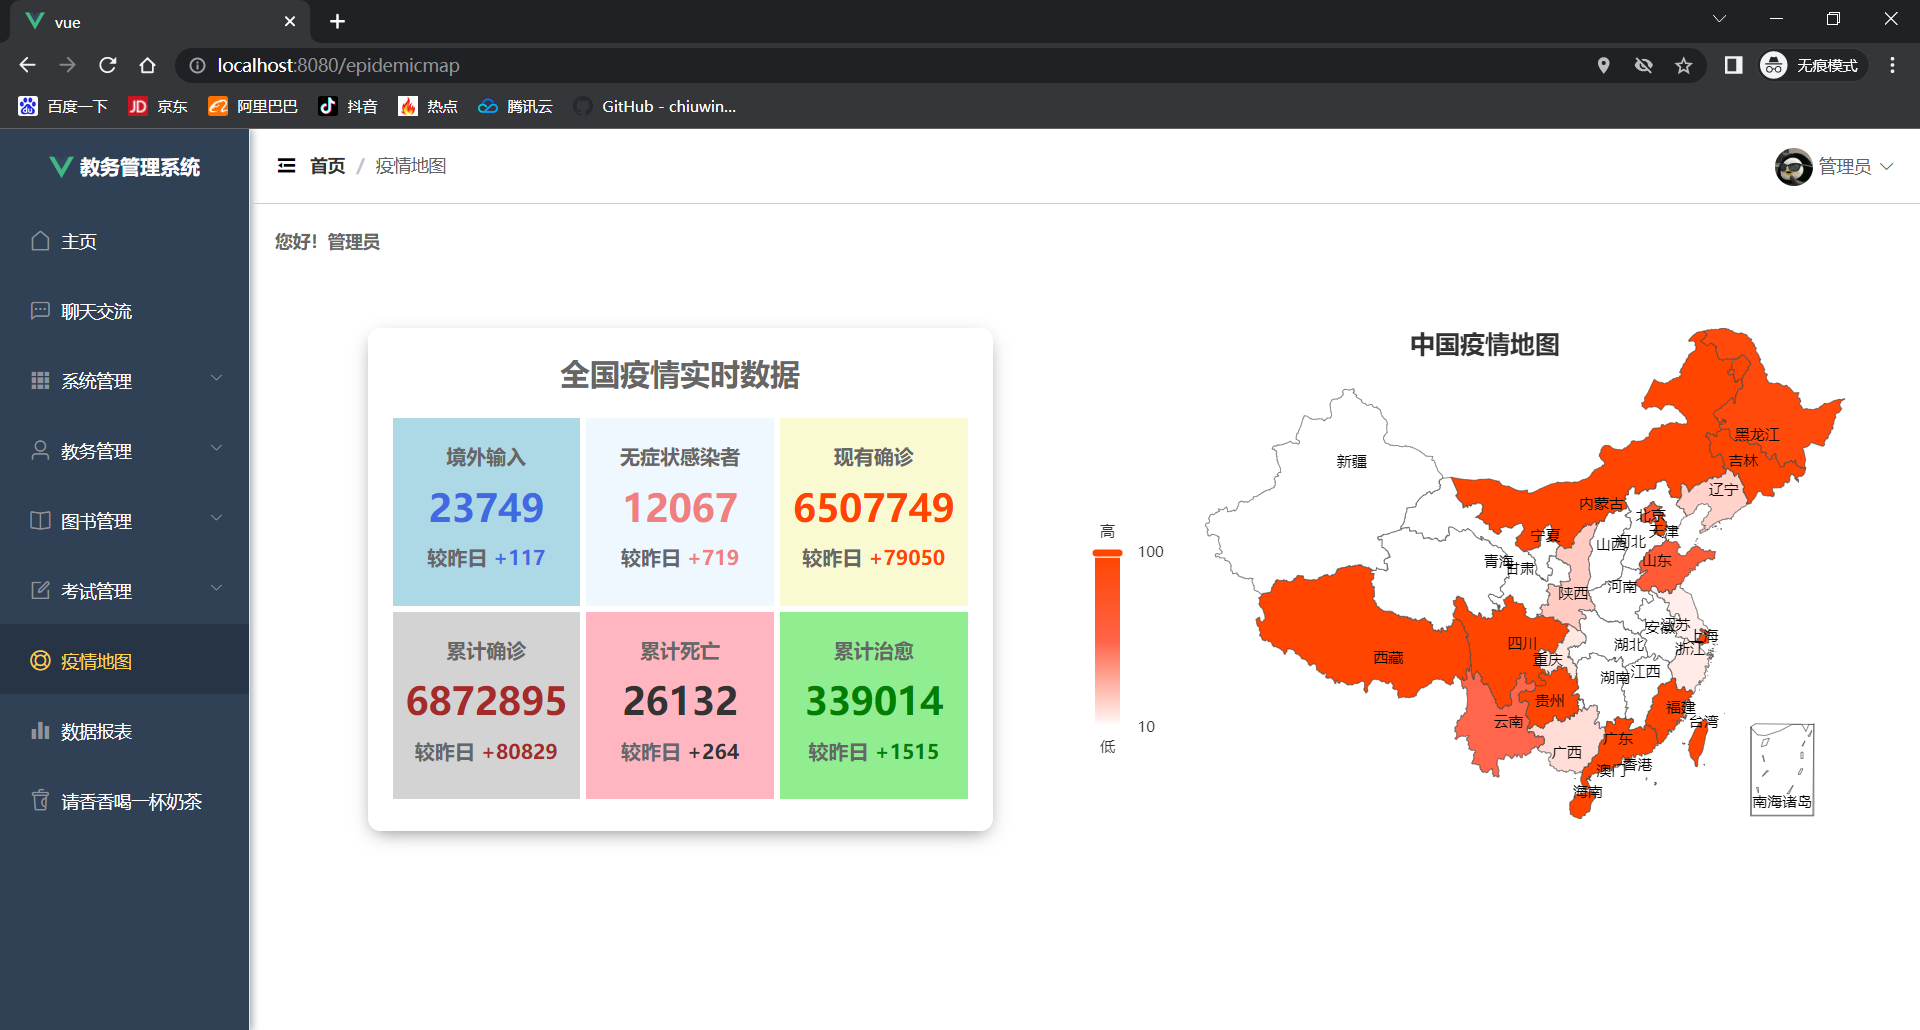 vue
localhost:8080/epidemicmap
无痕模式
百度一下
京东
阿里巴巴
抖音
热点
腾讯云
GitHub - chiuwin...
教务管理系统
首页 / 疫情地图
管理员
主页
聊天交流
系统管理
教务管理
图书管理
考试管理
疫情地图
数据报表
请香香喝一杯奶茶
您好！管理员
全国疫情实时数据
境外输入
23749
较昨日 +117
无症状感染者
12067
较昨日 +719
现有确诊
6507749
较昨日 +79050
累计确诊
6872895
较昨日 +80829
累计死亡
26132
较昨日 +264
累计治愈
339014
较昨日 +1515
中国疫情地图
高
100
10
低
黑龙江
吉林
辽宁
新疆
内蒙古
北京
天津
宁夏
山西
河北
青海
甘肃
山东
陕西
河南
安徽
江苏
上海
四川
湖北
浙江
西藏
重庆
湖南
江西
贵州
福建
云南
台湾
广东
广西
澳门
香港
海南
南海诸岛